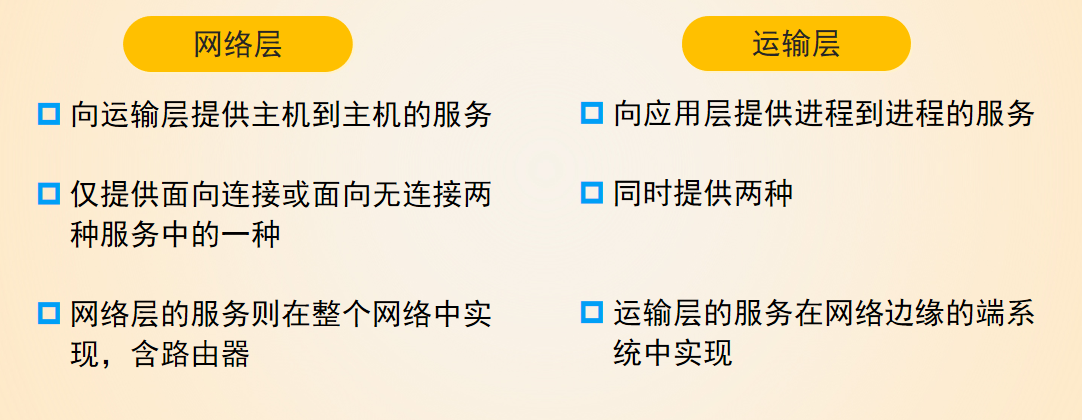 网络层
向运输层提供主机到主机的服务
仅提供面向连接或面向无连接两
种服务中的一种
网络层的服务则在整个网络中实
现，含路由器
运输层
向应用层提供进程到进程的服务
同时提供两种
运输层的服务在网络边缘的端系
统中实现